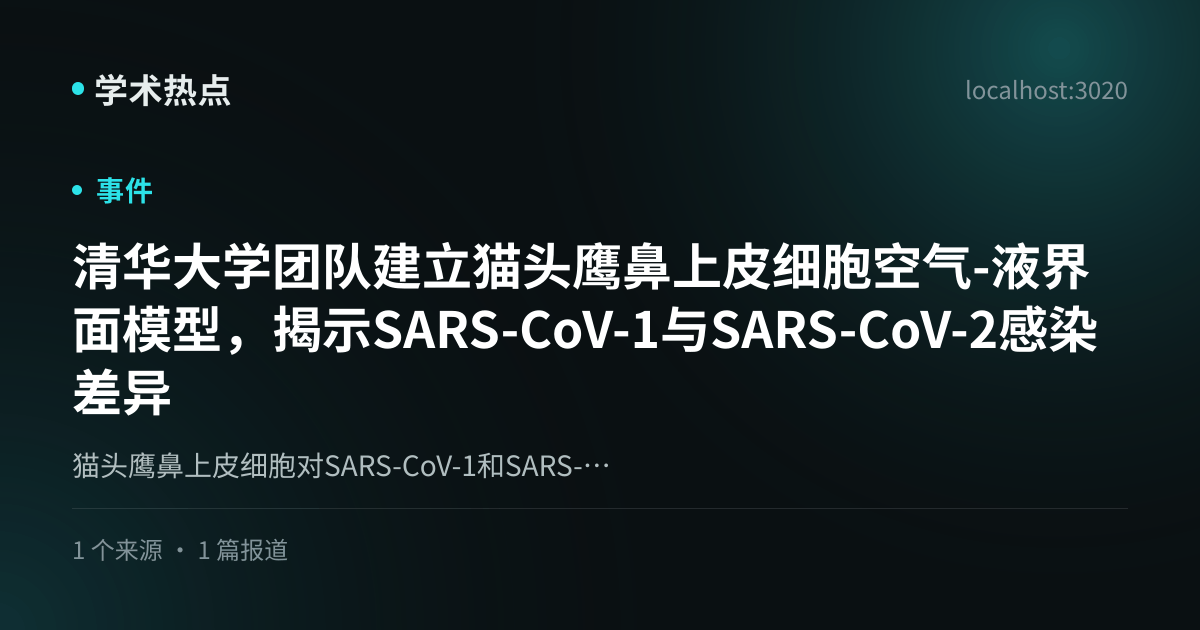 学术热点
localhost:3020
事件
清华大学团队建立猫头鹰鼻上皮细胞空气-液界
面模型，揭示SARS-CoV-1与SARS-CoV-2感染
差异
猫头鹰鼻上皮细胞对SARS-CoV-1和SARS-…
1 个来源 · 1 篇报道